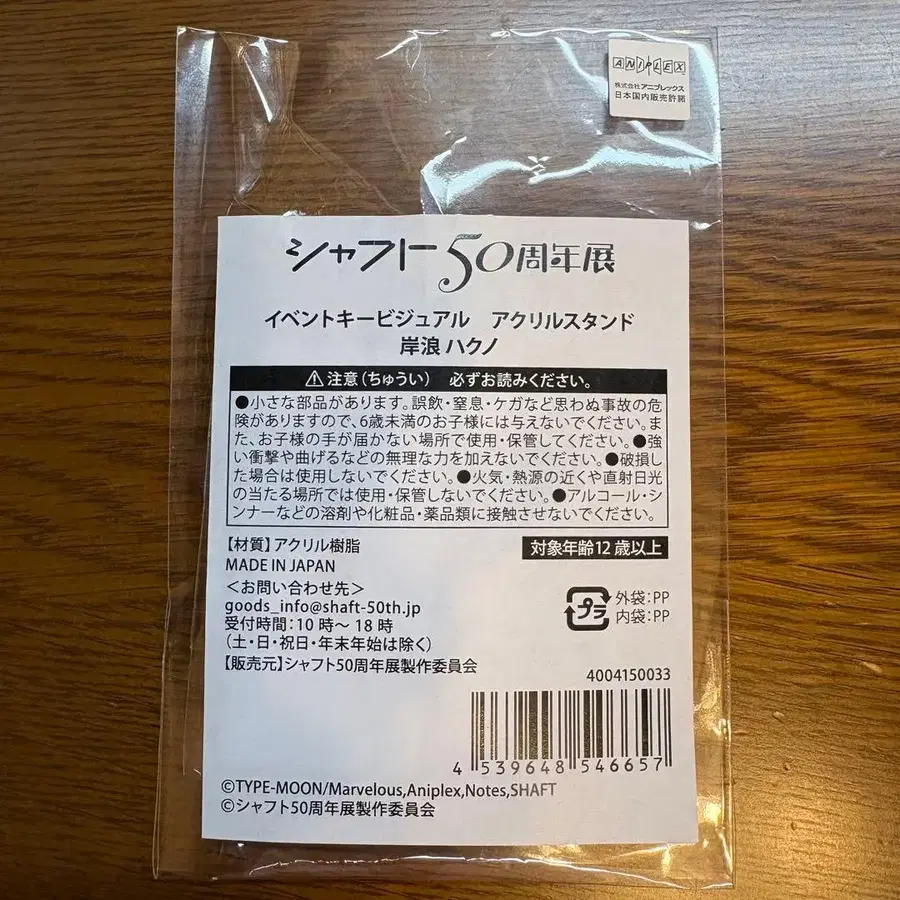 ANIPLEX
株式会社アニプレックス
日本国内販売許諾
シャフト50周年展
イベントキービジュアル アクリルスタンド
岸浪 ハクノ
⚠注意(ちゅうい) 必ずお読みください。
●小さな部品があります。誤飲・窒息・ケガなど思わぬ事故の危
険がありますので、6歳未満のお子様には与えないでください。ま
た、お子様の手が届かない場所で使用・保管してください。●強
い衝撃や曲げるなどの無理な力を加えないでください。●破損し
た場合は使用しないでください。●火気・熱源の近くや直射日光
の当たる場所では使用・保管しないでください。●アルコール・シ
ンナーなどの溶剤や化粧品・薬品類に接触させないでください。
【材質】アクリル樹脂
対象年齢12歳以上
MADE IN JAPAN
<お問い合わせ先>
goods_info@shaft-50th.jp
受付時間:10時~18時
(土・日・祝日・年末年始は除く)
【販売元】シャフト50周年展製作委員会
プラ
外袋:PP
内袋:PP
4004150033
4 539648 546657
©TYPE-MOON/Marvelous,Aniplex,Notes,SHAFT
©シャフト50周年展製作委員会